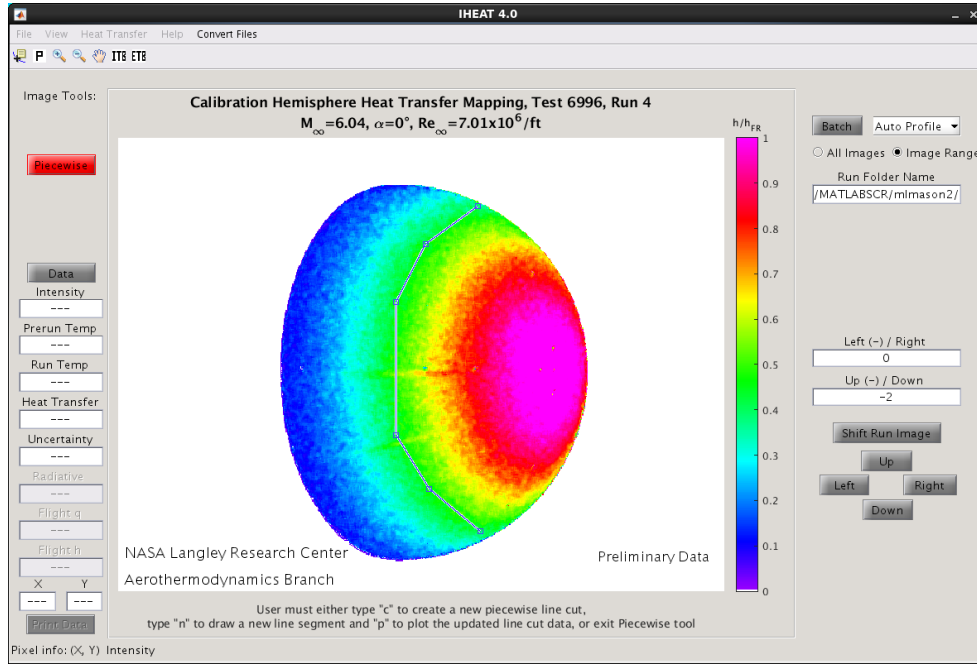 IHEAT 4.0
File View Heat Transfer Help Convert Files
P ITB ETB
Image Tools:
Piecewise
Data
Intensity
---
Prerun Temp
---
Run Temp
---
Heat Transfer
---
Uncertainty
---
Radiative
---
Flight q
---
Flight h
---
X Y
--- ---
Print Data
Calibration Hemisphere Heat Transfer Mapping, Test 6996, Run 4
M∞=6.04, α=0°, Re∞=7.01x10⁶/ft
h/hFR
1
0.9
0.8
0.7
0.6
0.5
0.4
0.3
0.2
0.1
0
NASA Langley Research Center
Aerothermodynamics Branch
Preliminary Data
User must either type "c" to create a new piecewise line cut,
type "n" to draw a new line segment and "p" to plot the updated line cut data, or exit Piecewise tool
Batch Auto Profile
All Images Image Range
Run Folder Name
/MATLABSCR/mlmason2/
Left (-) / Right
0
Up (-) / Down
-2
Shift Run Image
Up
Left Right
Down
Pixel info: (X, Y) Intensity